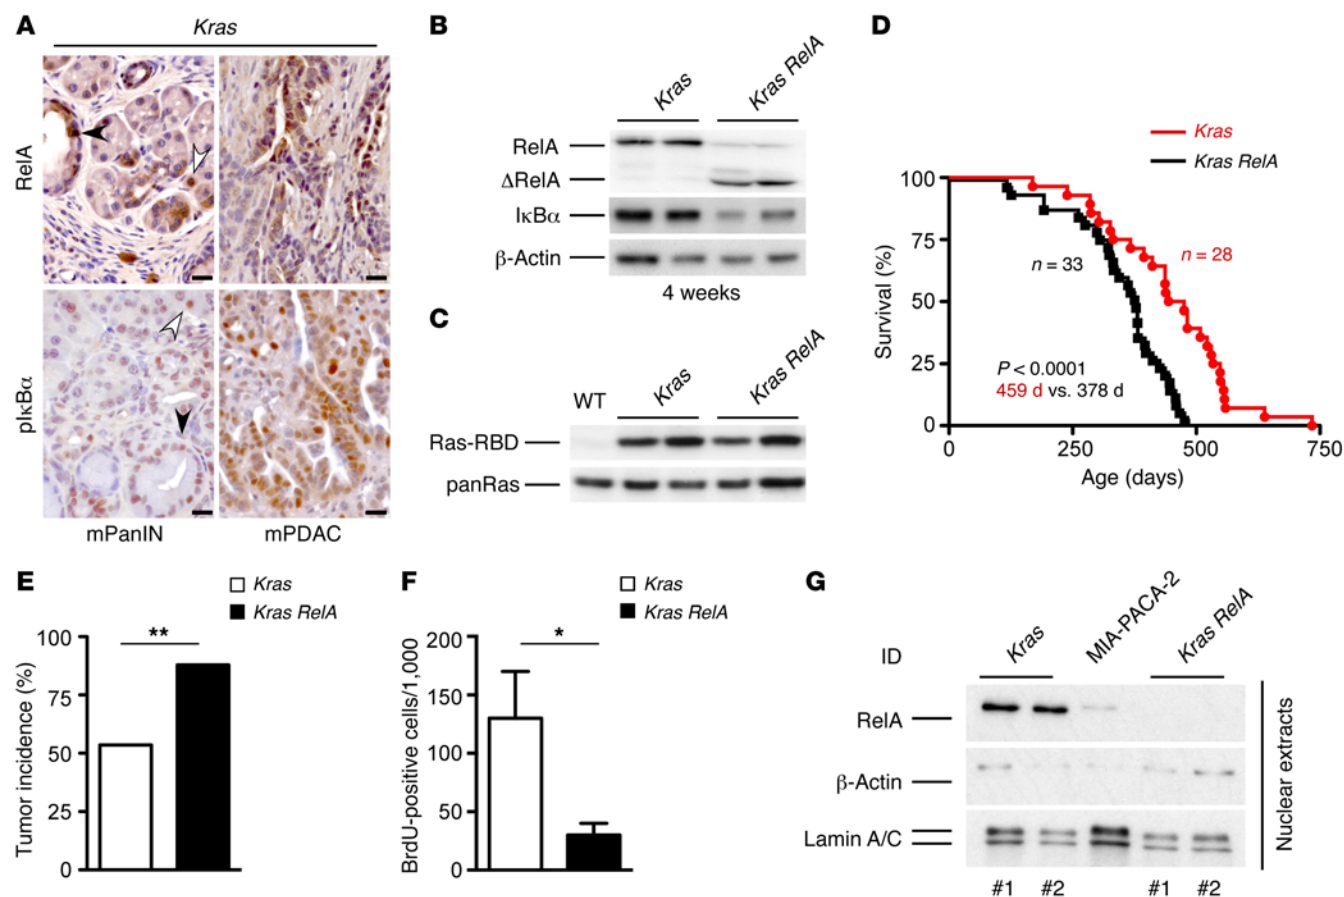 A
Kras
RelA
pIκBα
mPanIN
mPDAC
B
Kras
Kras RelA
RelA
ΔRelA
IκBα
β-Actin
4 weeks
C
WT
Kras
Kras RelA
Ras-RBD
panRas
D
Kras
Kras RelA
Survival (%)
100
75
50
25
0
n = 33
n = 28
P < 0.0001
459 d vs. 378 d
0
250
500
750
Age (days)
E
Kras
Kras RelA
Tumor incidence (%)
100
75
50
25
0
**
F
Kras
Kras RelA
BrdU-positive cells/1,000
200
150
100
50
0
*
G
ID
Kras
MIA-PACA-2
Kras RelA
RelA
β-Actin
Lamin A/C
Nuclear extracts
#1
#2
#1
#2